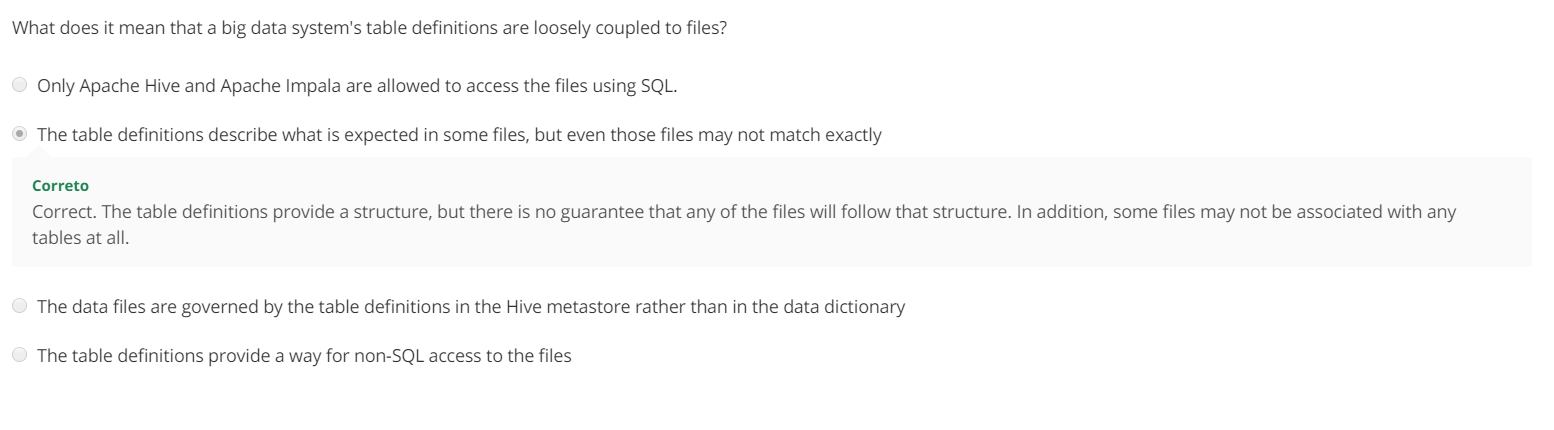 What does it mean that a big data system's table definitions are loosely coupled to files?
Only Apache Hive and Apache Impala are allowed to access the files using SQL.
The table definitions describe what is expected in some files, but even those files may not match exactly
Correto
Correct. The table definitions provide a structure, but there is no guarantee that any of the files will follow that structure. In addition, some files may not be associated with any
tables at all.
The data files are governed by the table definitions in the Hive metastore rather than in the data dictionary
The table definitions provide a way for non-SQL access to the files